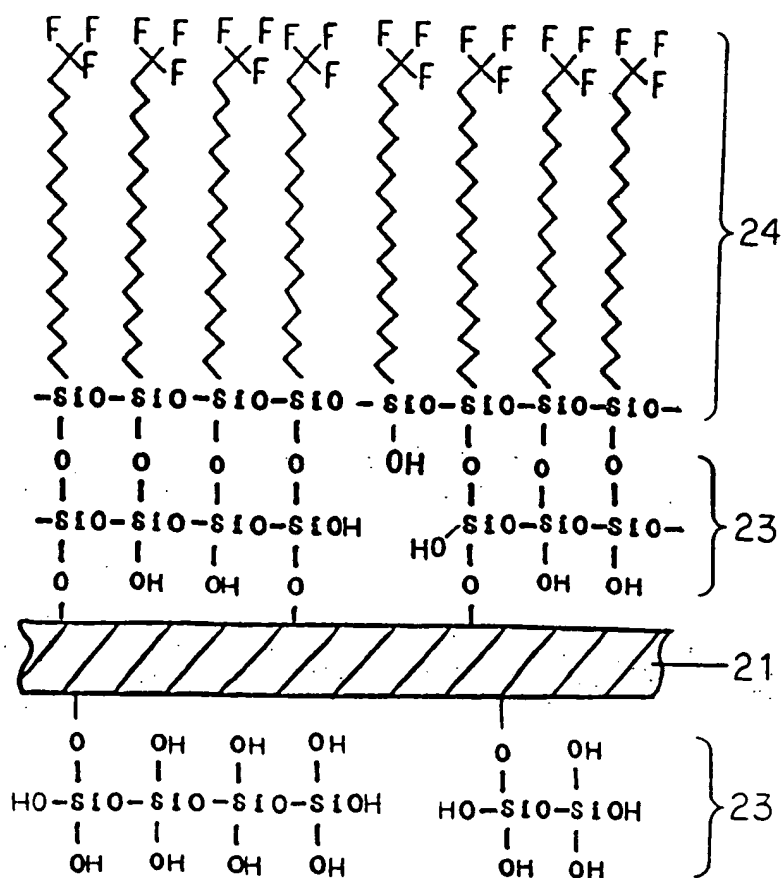 F F F F F F F F F F F F F F F F
F F F F F F F F
24
-SiO-SiO-SiO-SiO -SiO-SiO-SiO-SiO-
O O O O OH O O O
-SiO-SiO-SiO-SiOH HO SiO-SiO-SiO-
23
O OH OH O O OH OH
21
O OH OH OH O OH
HO-SiO-SiO-SiO-SiOH HO-SiO-SiOH
23
OH OH OH OH OH OH